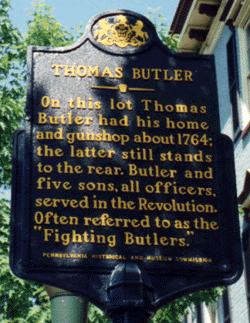 THOMAS BUTLER
On this lot Thomas
Butler had his home
and gunshop about 1764;
the latter still stands
to the rear. Butler and
five sons, all officers,
served in the Revolution.
Often referred to as the
"Fighting Butlers."
PENNSYLVANIA HISTORICAL AND MUSEUM COMMISSION